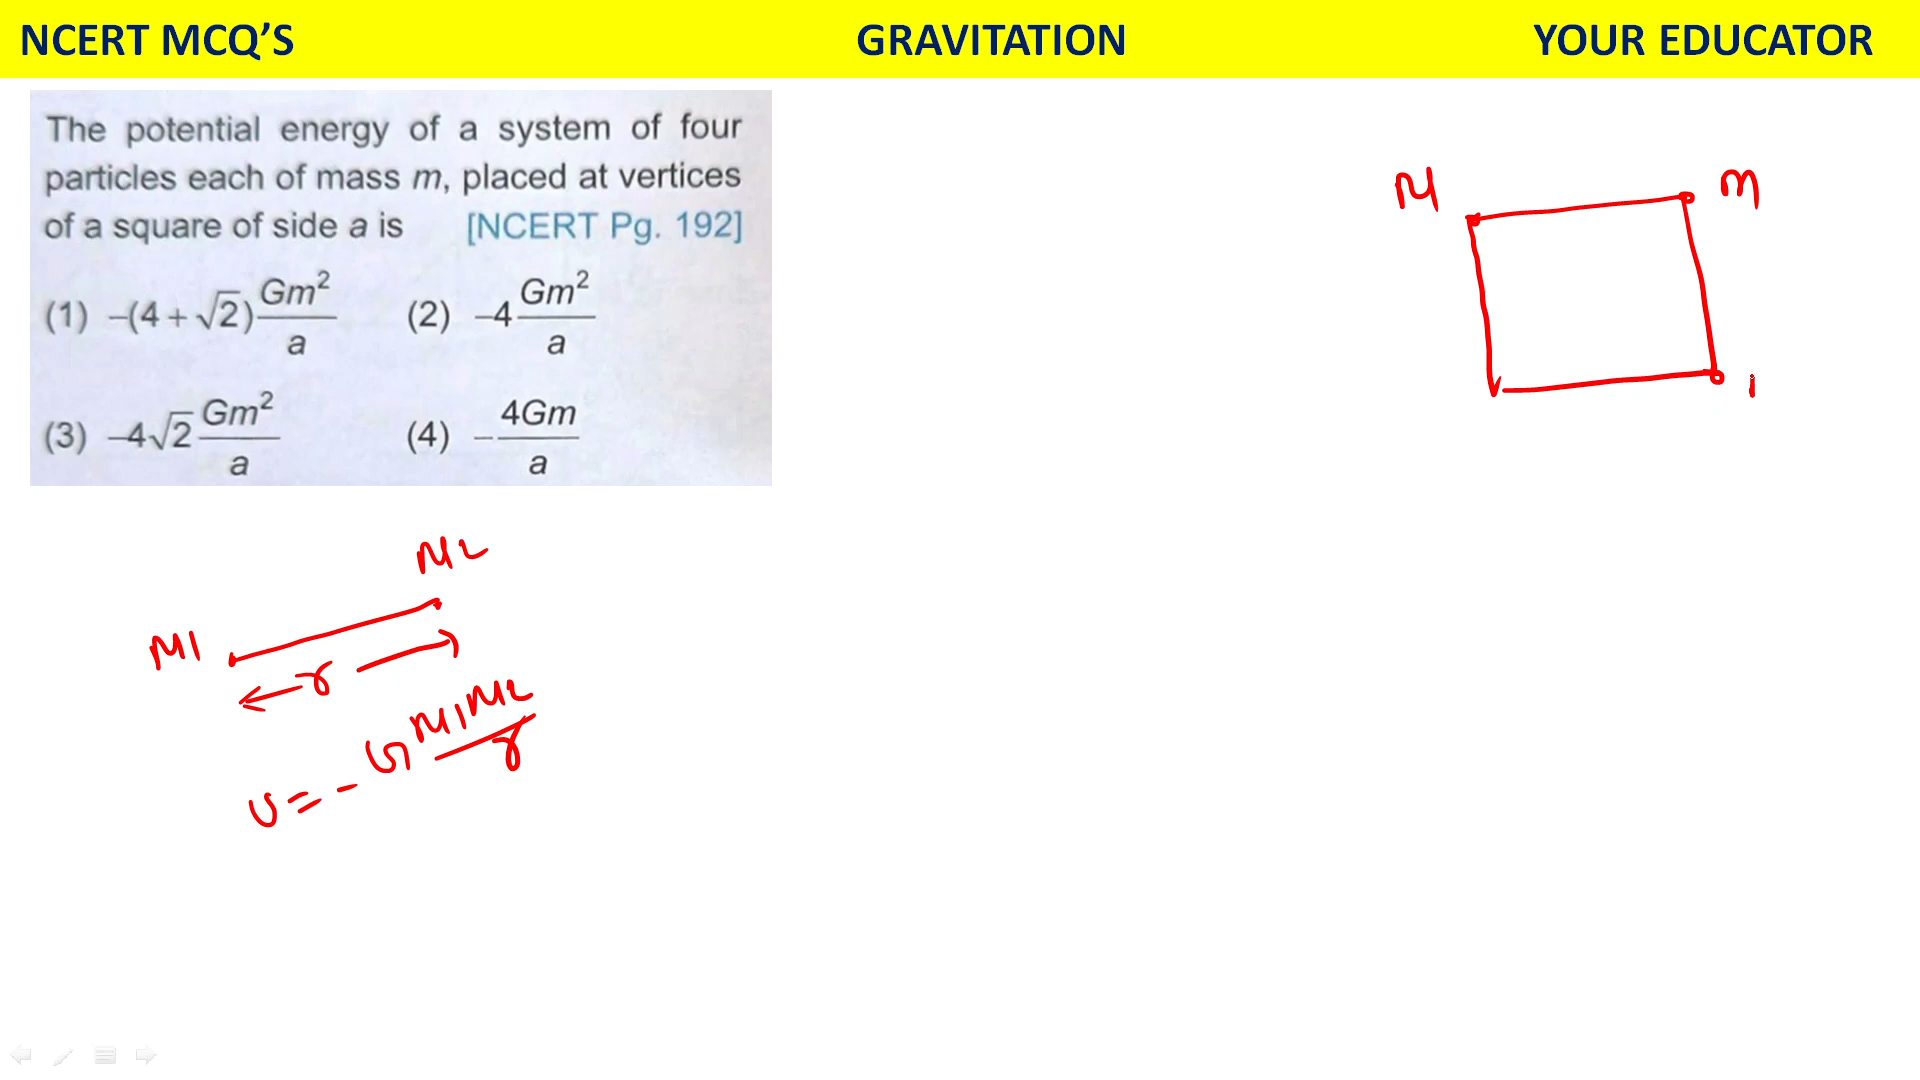 NCERT MCQ’S GRAVITATION YOUR EDUCATOR
The potential energy of a system of four
particles each of mass m, placed at vertices
of a square of side a is [NCERT Pg. 192]
(1) –(4 + √2) Gm²/a (2) –4 Gm²/a
(3) –4√2 Gm²/a (4) – 4Gm/a
M m
M2
M1
r
U = - G M1M2/r